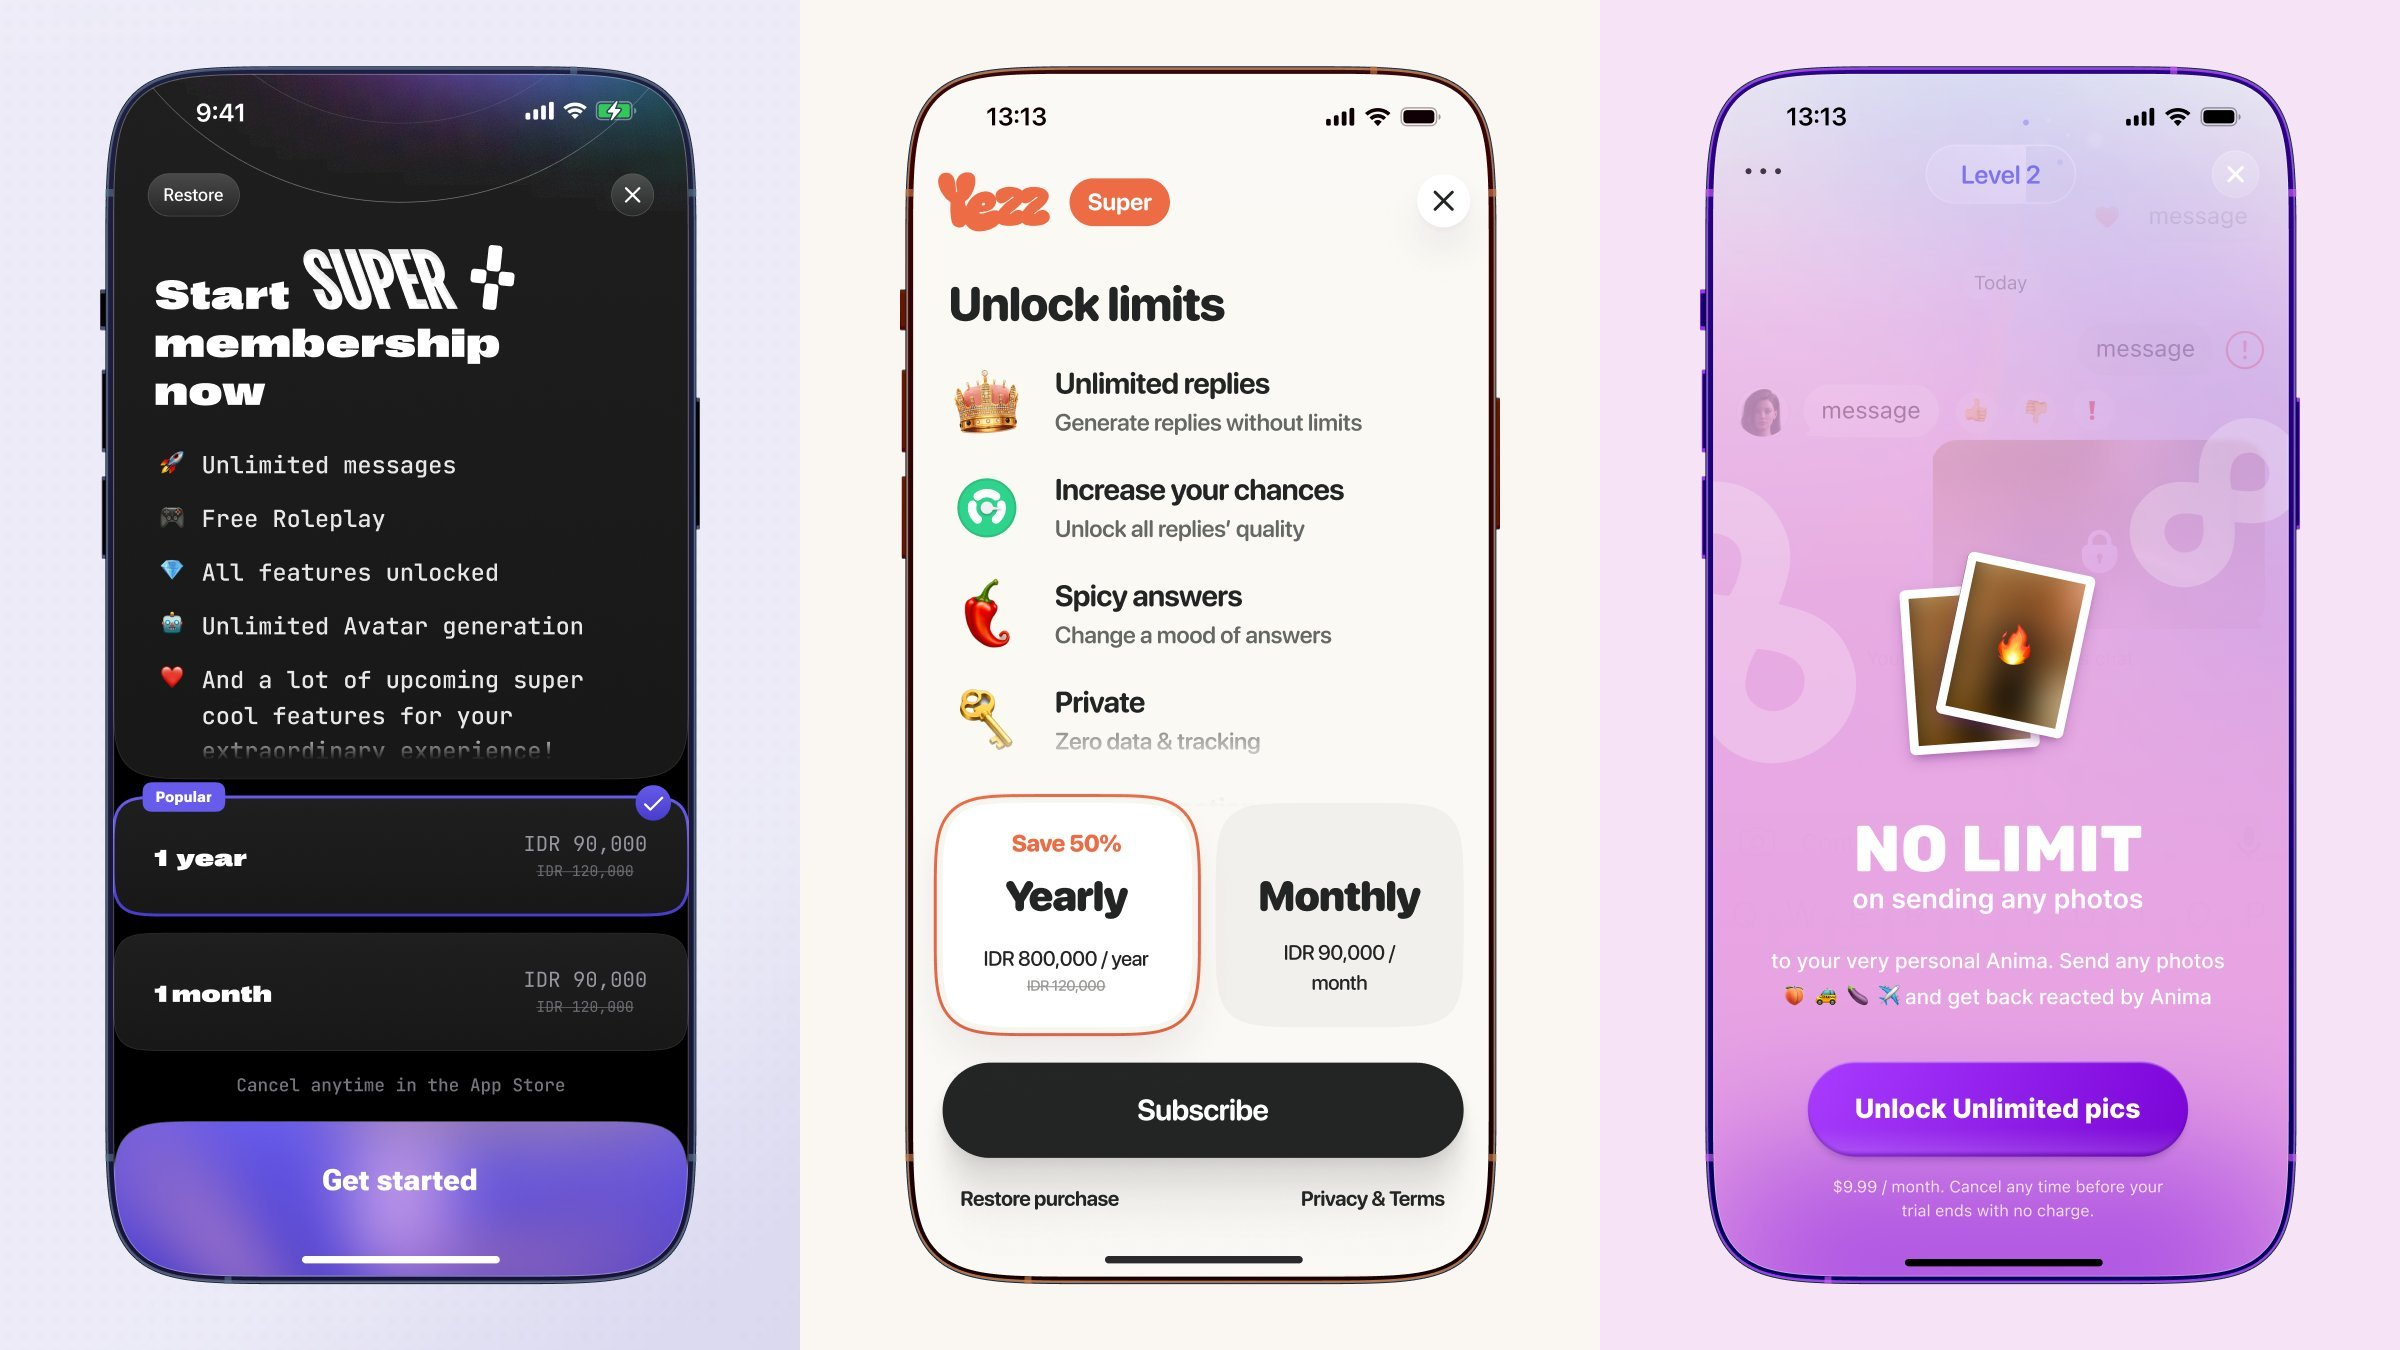 9:41
Restore
Start SUPER
membership
now
Unlimited messages
Free Roleplay
All features unlocked
Unlimited Avatar generation
And a lot of upcoming super
cool features for your
extraordinary experience!
Popular
1 year
IDR 90,000
IDR 120,000
1 month
IDR 90,000
IDR 120,000
Cancel anytime in the App Store
Get started
13:13
Yezz
Super
Unlock limits
Unlimited replies
Generate replies without limits
Increase your chances
Unlock all replies’ quality
Spicy answers
Change a mood of answers
Private
Zero data & tracking
Save 50%
Yearly
IDR 800,000 / year
IDR 120,000
Monthly
IDR 90,000 /
month
Subscribe
Restore purchase
Privacy & Terms
13:13
Level 2
message
Today
message
message
NO LIMIT
on sending any photos
to your very personal Anima. Send any photos
and get back reacted by Anima
Unlock Unlimited pics
$9.99 / month. Cancel any time before your
trial ends with no charge.